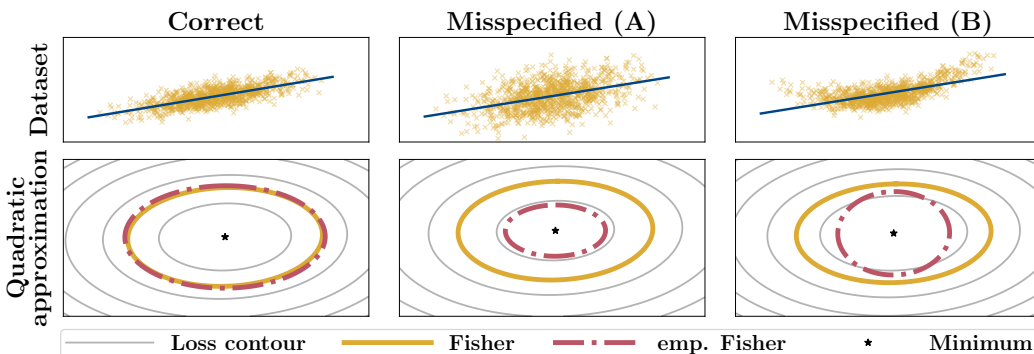 Correct
Misspecified (A)
Misspecified (B)
Dataset
Quadratic
approximation
Loss contour
Fisher
emp. Fisher
Minimum